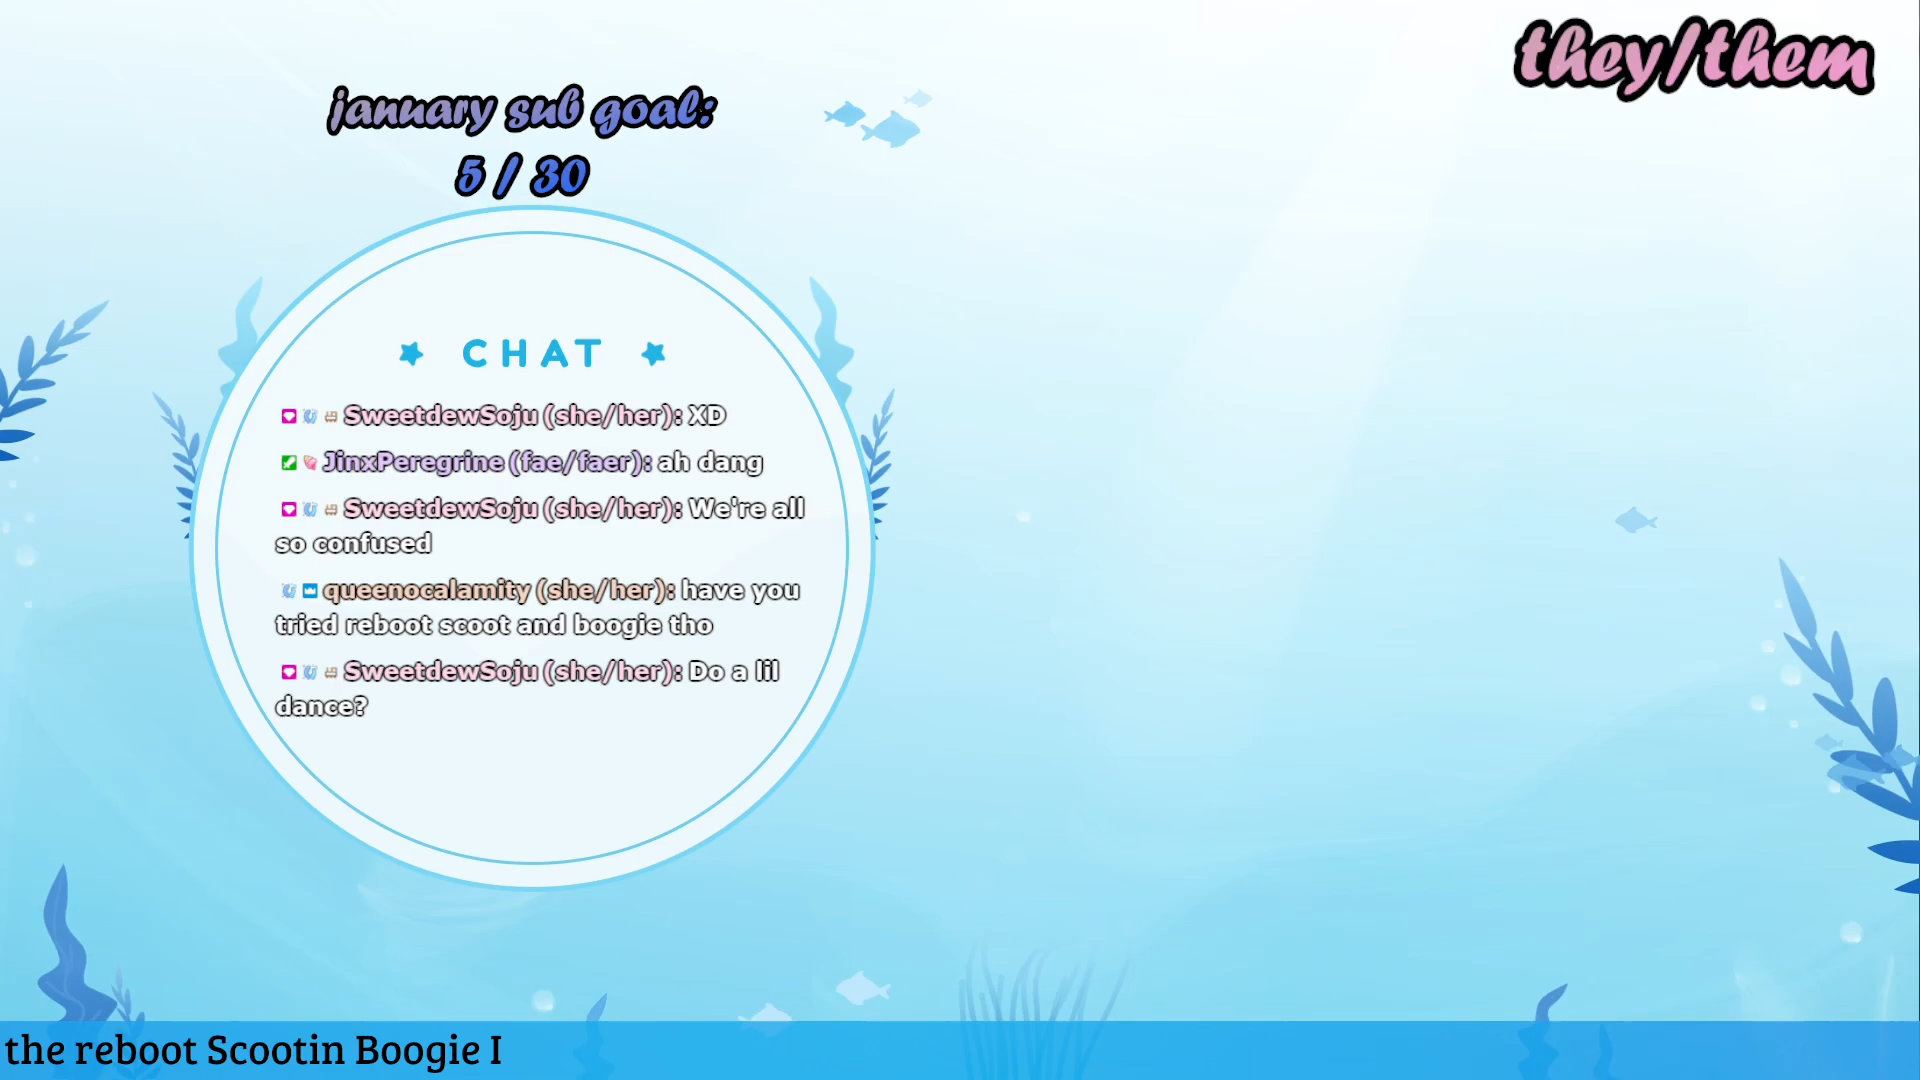 they/them
january sub goal:
5 / 30
CHAT
SweetdewSoju (she/her): XD
JinxPeregrine (fae/faer): ah dang
SweetdewSoju (she/her): We're all
so confused
queenocalamity (she/her): have you
tried reboot scoot and boogie tho
SweetdewSoju (she/her): Do a lil
dance?
the reboot Scootin Boogie I